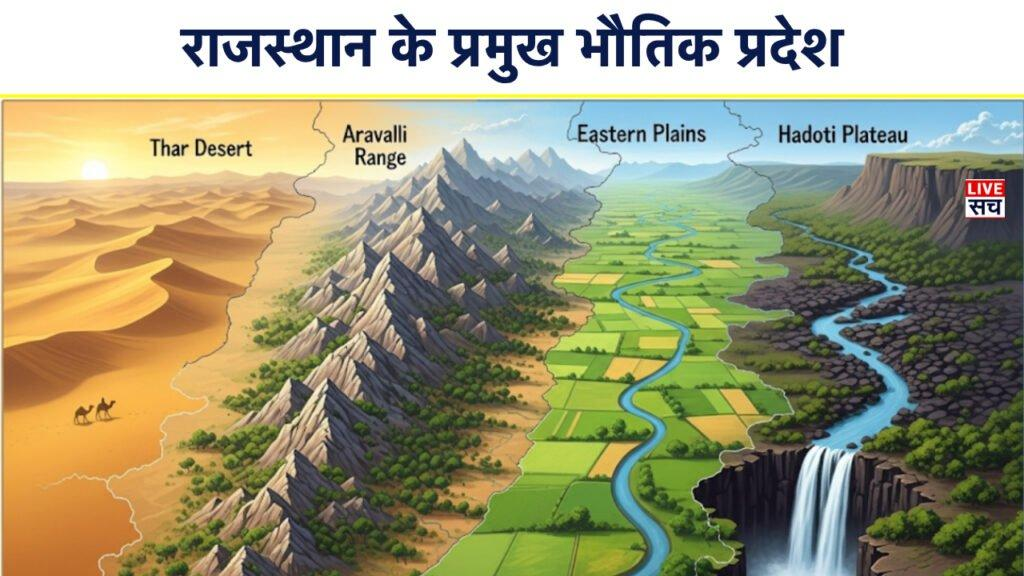 राजस्थान के प्रमुख भौतिक प्रदेश
Thar Desert
Aravalli
Range
Eastern Plains
Hadoti Plateau
LIVE
सच